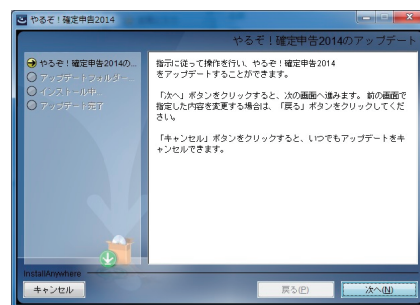 やるぞ！確定申告2014
やるぞ！確定申告2014のアップデート
やるぞ！確定申告2014の...
アップデートフォルダー...
インストール中...
アップデート完了
指示に従って操作を行い、やるぞ！確定申告2014
をアップデートすることができます。
「次へ」ボタンをクリックすると、次の画面へ進みます。 前の画面で
指定した内容を変更する場合は、「戻る」ボタンをクリックしてくだ
さい。
「キャンセル」ボタンをクリックすると、いつでもアップデートをキ
ャンセルできます。
InstallAnywhere
キャンセル
戻る(P)
次へ(N)